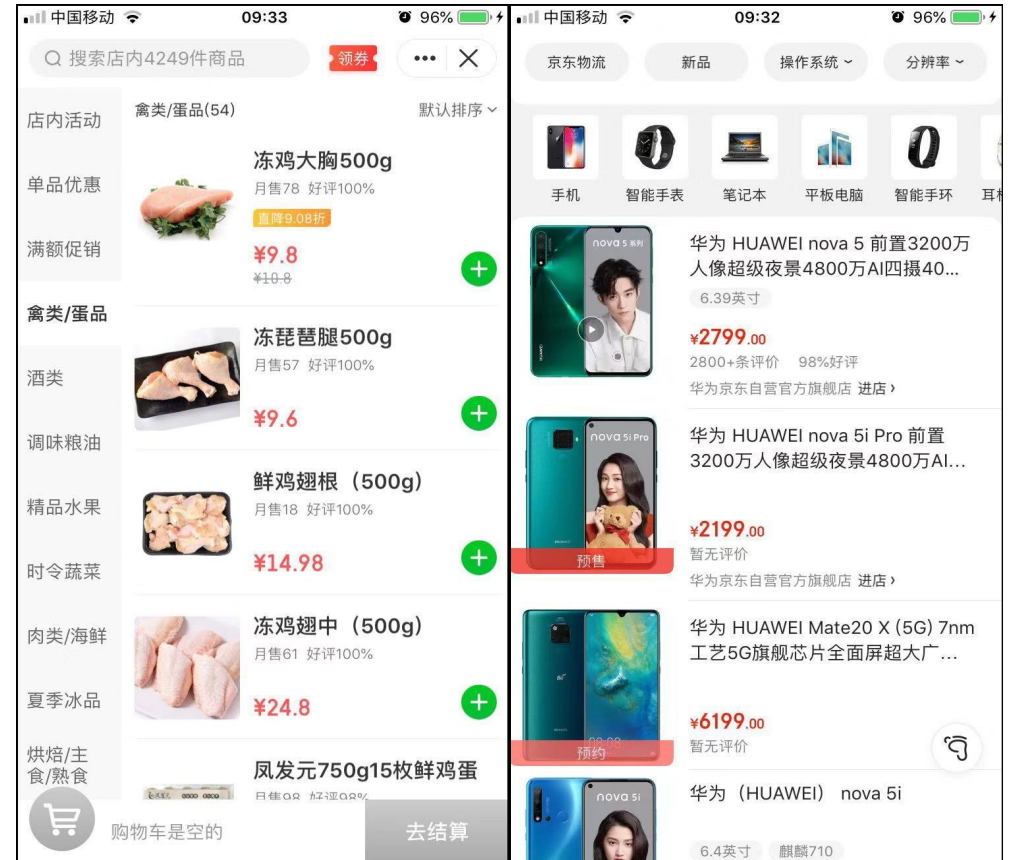 中国移动
09:33
96%
搜索店内4249件商品
领券
店内活动
单品优惠
满额促销
禽类/蛋品
酒类
调味粮油
精品水果
时令蔬菜
肉类/海鲜
夏季冰品
烘焙/主
食/熟食
禽类/蛋品(54)
默认排序
冻鸡大胸500g
月售78 好评100%
直降9.08折
¥9.8
¥10.8
冻琵琶腿500g
月售57 好评100%
¥9.6
鲜鸡翅根（500g）
月售18 好评100%
¥14.98
冻鸡翅中（500g）
月售61 好评100%
¥24.8
凤发元750g15枚鲜鸡蛋
月售98 好评98%
购物车是空的
去结算
中国移动
09:32
96%
京东物流
新品
操作系统
分辨率
手机
智能手表
笔记本
平板电脑
智能手环
nova 5 系列
华为 HUAWEI nova 5 前置3200万
人像超级夜景4800万AI四摄40...
6.39英寸
¥2799.00
2800+条评价 98%好评
华为京东自营官方旗舰店 进店
nova 5i Pro
预售
华为 HUAWEI nova 5i Pro 前置
3200万人像超级夜景4800万AI...
¥2199.00
暂无评价
华为京东自营官方旗舰店 进店
预约
华为 HUAWEI Mate20 X (5G) 7nm
工艺5G旗舰芯片全面屏超大广...
¥6199.00
暂无评价
nova 5i
华为（HUAWEI） nova 5i
6.4英寸
麒麟710